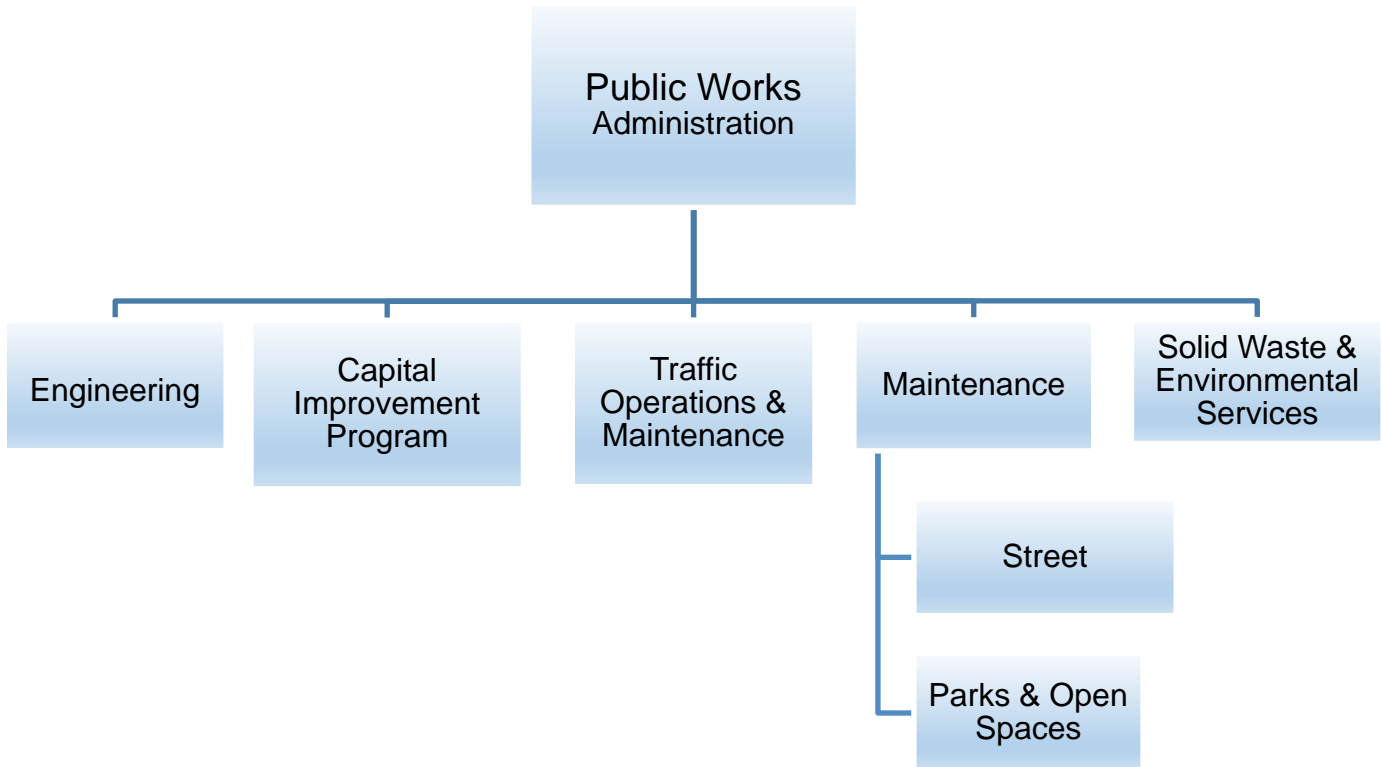 Public Works
Administration
Engineering
Capital
Improvement
Program
Traffic
Operations &
Maintenance
Maintenance
Solid Waste &
Environmental
Services
Street
Parks & Open
Spaces